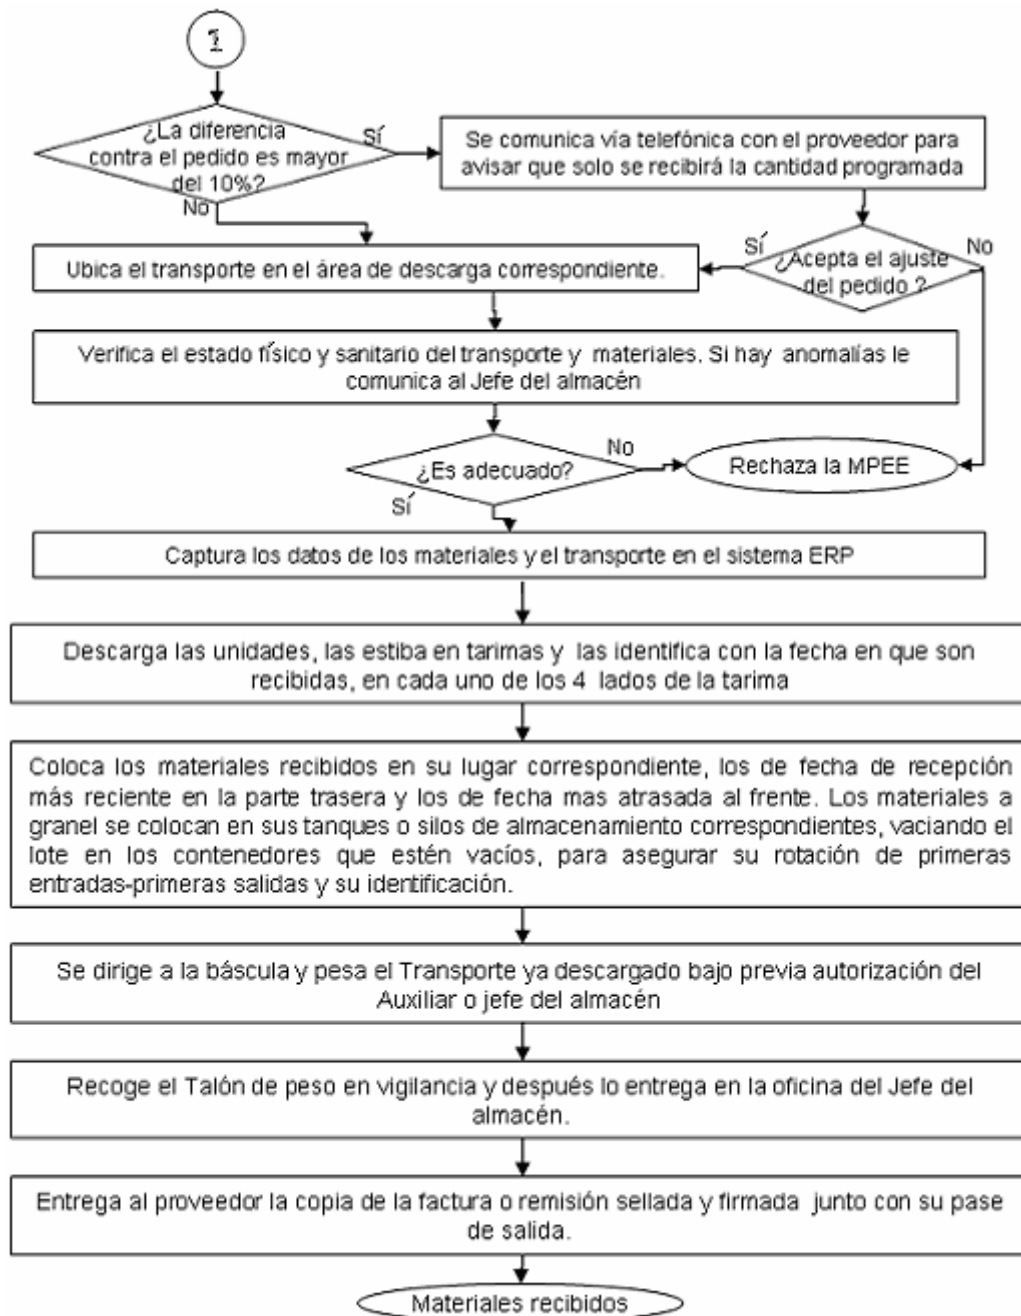 1
¿La diferencia
contra el pedido es mayor
del 10%?
Sí
No
Se comunica vía telefónica con el proveedor para
avisar que solo se recibirá la cantidad programada
Sí
No
¿Acepta el ajuste
del pedido ?
Ubica el transporte en el área de descarga correspondiente.
Verifica el estado físico y sanitario del transporte y materiales. Si hay anomalías le
comunica al Jefe del almacén
¿Es adecuado?
No
Sí
Rechaza la MPEE
Captura los datos de los materiales y el transporte en el sistema ERP
Descarga las unidades, las estiba en tarimas y las identifica con la fecha en que son
recibidas, en cada uno de los 4 lados de la tarima
Coloca los materiales recibidos en su lugar correspondiente, los de fecha de recepción
más reciente en la parte trasera y los de fecha mas atrasada al frente. Los materiales a
granel se colocan en sus tanques o silos de almacenamiento correspondientes, vaciando el
lote en los contenedores que estén vacíos, para asegurar su rotación de primeras
entradas-primeras salidas y su identificación.
Se dirige a la báscula y pesa el Transporte ya descargado bajo previa autorización del
Auxiliar o jefe del almacén
Recoge el Talón de peso en vigilancia y después lo entrega en la oficina del Jefe del
almacén.
Entrega al proveedor la copia de la factura o remisión sellada y firmada junto con su pase
de salida.
Materiales recibidos